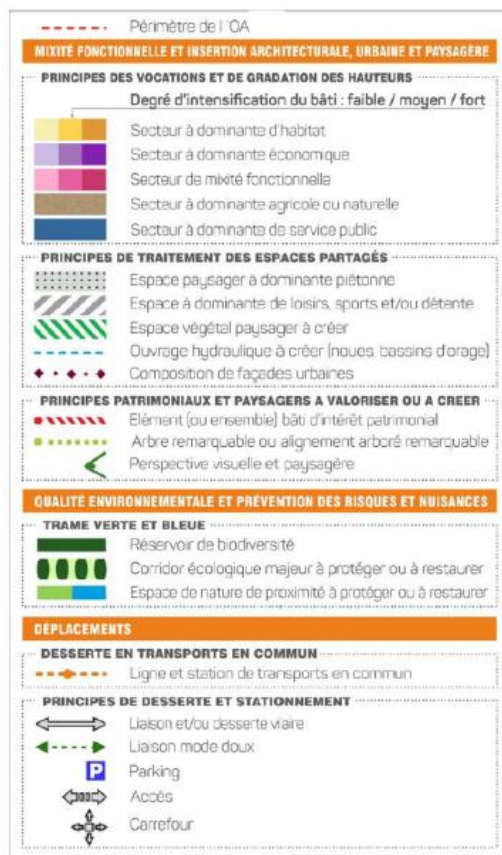 Périmètre de l 'OA
MIXITÉ FONCTIONNELLE ET INSERTION ARCHITECTURALE, URBAINE ET PAYSAGÈRE
PRINCIPES DES VOCATIONS ET DE GRADATION DES HAUTEURS
Degré d'intensification du bâti : faible / moyen / fort
Secteur à dominante d'habitat
Secteur à dominante économique
Secteur de mixité fonctionnelle
Secteur à dominante agricole ou naturelle
Secteur à dominante de service public
PRINCIPES DE TRAITEMENT DES ESPACES PARTAGÉS
Espace paysager à dominante piétonne
Espace à dominante de loisirs, sports et/ou détente
Espace végétal paysager à créer
Ouvrage hydraulique à créer (noues, bassins d'orage)
Composition de façades urbaines
PRINCIPES PATRIMONIAUX ET PAYSAGERS A VALORISER OU A CREER
Elément (ou ensemble) bâti d'intérêt patrimonial
Arbre remarquable ou alignement arboré remarquable
Perspective visuelle et paysagère
QUALITÉ ENVIRONNEMENTALE ET PRÉVENTION DES RISQUES ET NUISANCES
TRAME VERTE ET BLEUE
Réservoir de biodiversité
Corridor écologique majeur à protéger ou à restaurer
Espace de nature de proximité à protéger ou à restaurer
DÉPLACEMENTS
DESSERTE EN TRANSPORTS EN COMMUN
Ligne et station de transports en commun
PRINCIPES DE DESSERTE ET STATIONNEMENT
Liaison et/ou desserte viaire
Liaison mode doux
P Parking
Accès
Carrefour